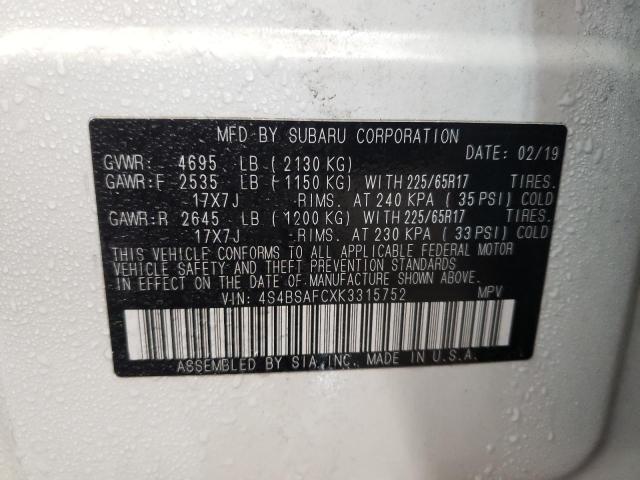 MFD BY SUBARU CORPORATION
DATE: 02/19
GVWR: 4695 LB (2130 KG)
GAWR:F 2535 LB (1150 KG) WITH 225/65R17 TIRES.
17X7J RIMS. AT 240 KPA (35 PSI) COLD
GAWR:R 2645 LB (1200 KG) WITH 225/65R17 TIRES.
17X7J RIMS. AT 230 KPA (33 PSI) COLD
THIS VEHICLE CONFORMS TO ALL APPLICABLE FEDERAL MOTOR
VEHICLE SAFETY AND THEFT PREVENTION STANDARDS
IN EFFECT ON THE DATE OF MANUFACTURE SHOWN ABOVE.
VIN: 4S4BSAFCXK3315752 MPV
ASSEMBLED BY SIA, INC. MADE IN U.S.A.